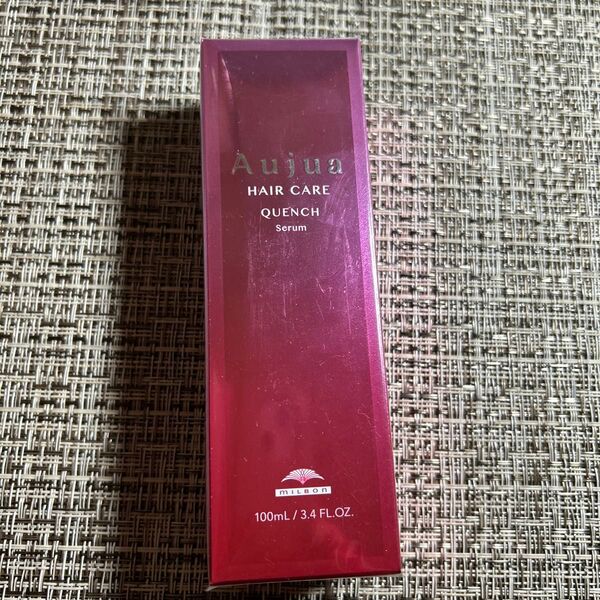 Aujua
HAIR CARE
QUENCH
Serum
MILBON
100mL / 3.4 FL.OZ.